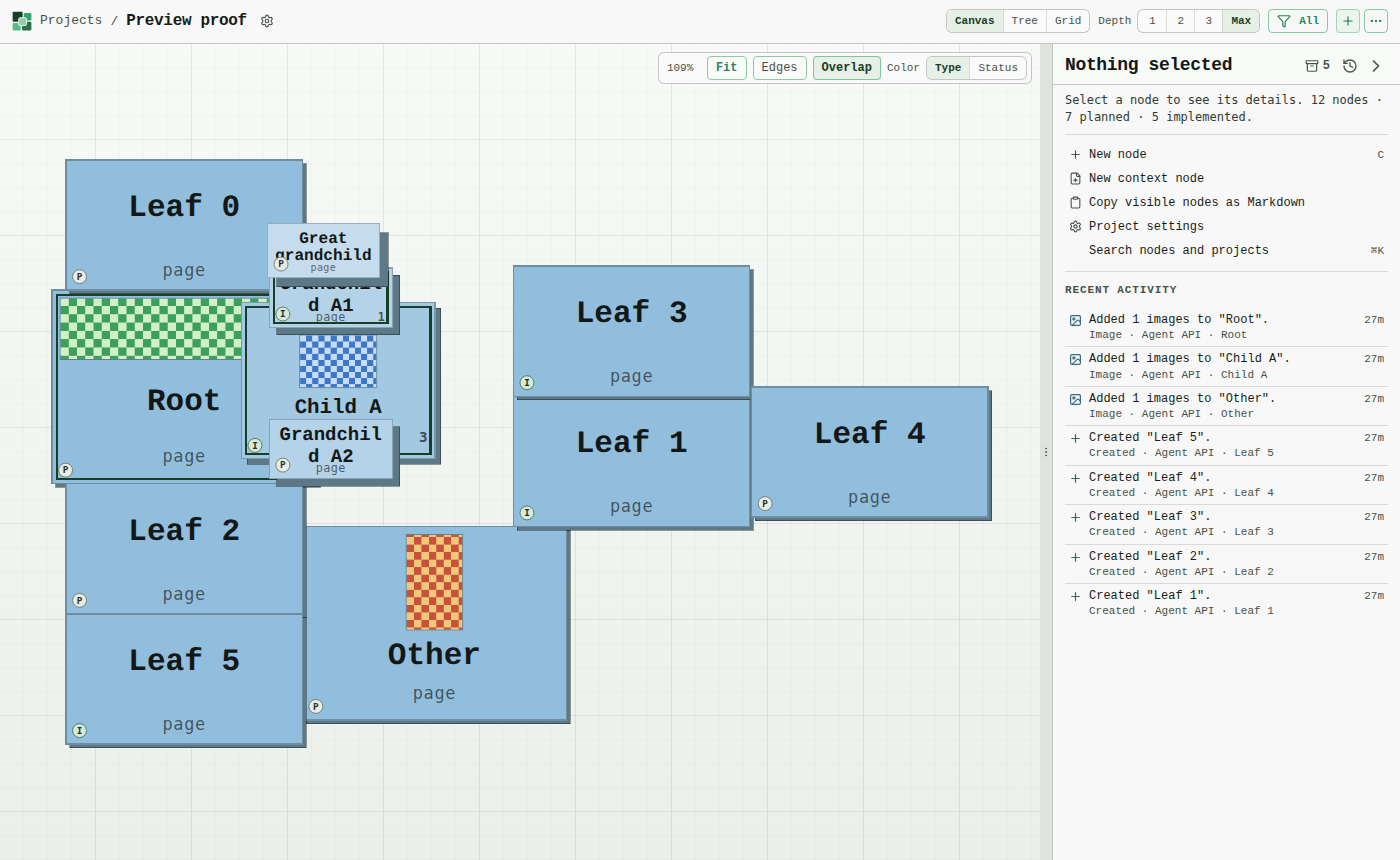 Projects / Preview proof
Canvas Tree Grid Depth 1 2 3 Max All
109% Fit Edges Overlap Color Type Status
Leaf 0
page
P
Great
grandchild
page
P
d A1
page
I
1
Root
page
P
Child A
I
3
Grandchil
d A2
page
P
Leaf 2
page
P
Leaf 5
page
I
Other
page
P
Leaf 3
page
I
Leaf 1
page
I
Leaf 4
page
P
Nothing selected 5
Select a node to see its details. 12 nodes ·
7 planned · 5 implemented.
New node C
New context node
Copy visible nodes as Markdown
Project settings
Search nodes and projects ⌘K
RECENT ACTIVITY
Added 1 images to "Root". 27m
Image · Agent API · Root
Added 1 images to "Child A". 27m
Image · Agent API · Child A
Added 1 images to "Other". 27m
Image · Agent API · Other
Created "Leaf 5". 27m
Created · Agent API · Leaf 5
Created "Leaf 4". 27m
Created · Agent API · Leaf 4
Created "Leaf 3". 27m
Created · Agent API · Leaf 3
Created "Leaf 2". 27m
Created · Agent API · Leaf 2
Created "Leaf 1". 27m
Created · Agent API · Leaf 1